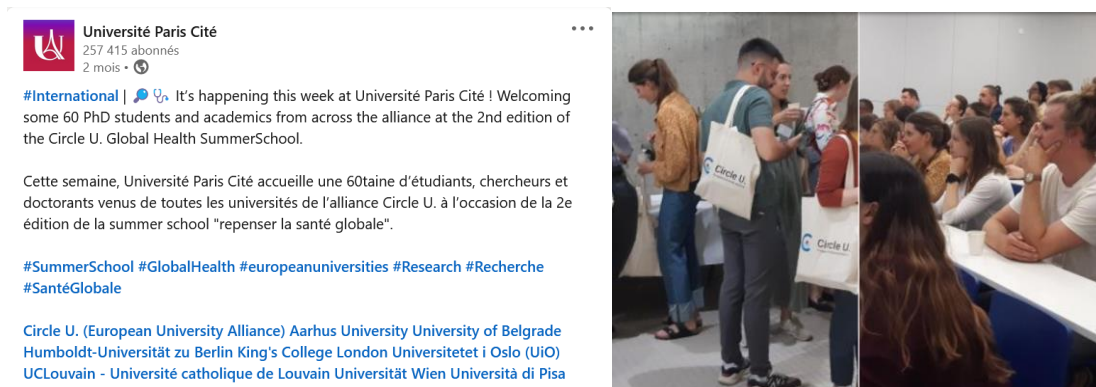 Université Paris Cité
257 415 abonnés
2 mois •
#International | 🔎 🩺 It's happening this week at Université Paris Cité ! Welcoming
some 60 PhD students and academics from across the alliance at the 2nd edition of
the Circle U. Global Health SummerSchool.
Cette semaine, Université Paris Cité accueille une 60taine d'étudiants, chercheurs et
doctorants venus de toutes les universités de l'alliance Circle U. à l'occasion de la 2e
édition de la summer school "repenser la santé globale".
#SummerSchool #GlobalHealth #europeanuniversities #Research #Recherche
#SantéGlobale
Circle U. (European University Alliance) Aarhus University University of Belgrade
Humboldt-Universität zu Berlin King's College London Universitetet i Oslo (UiO)
UCLouvain - Université catholique de Louvain Universität Wien Università di Pisa
Circle U.
Circle U.